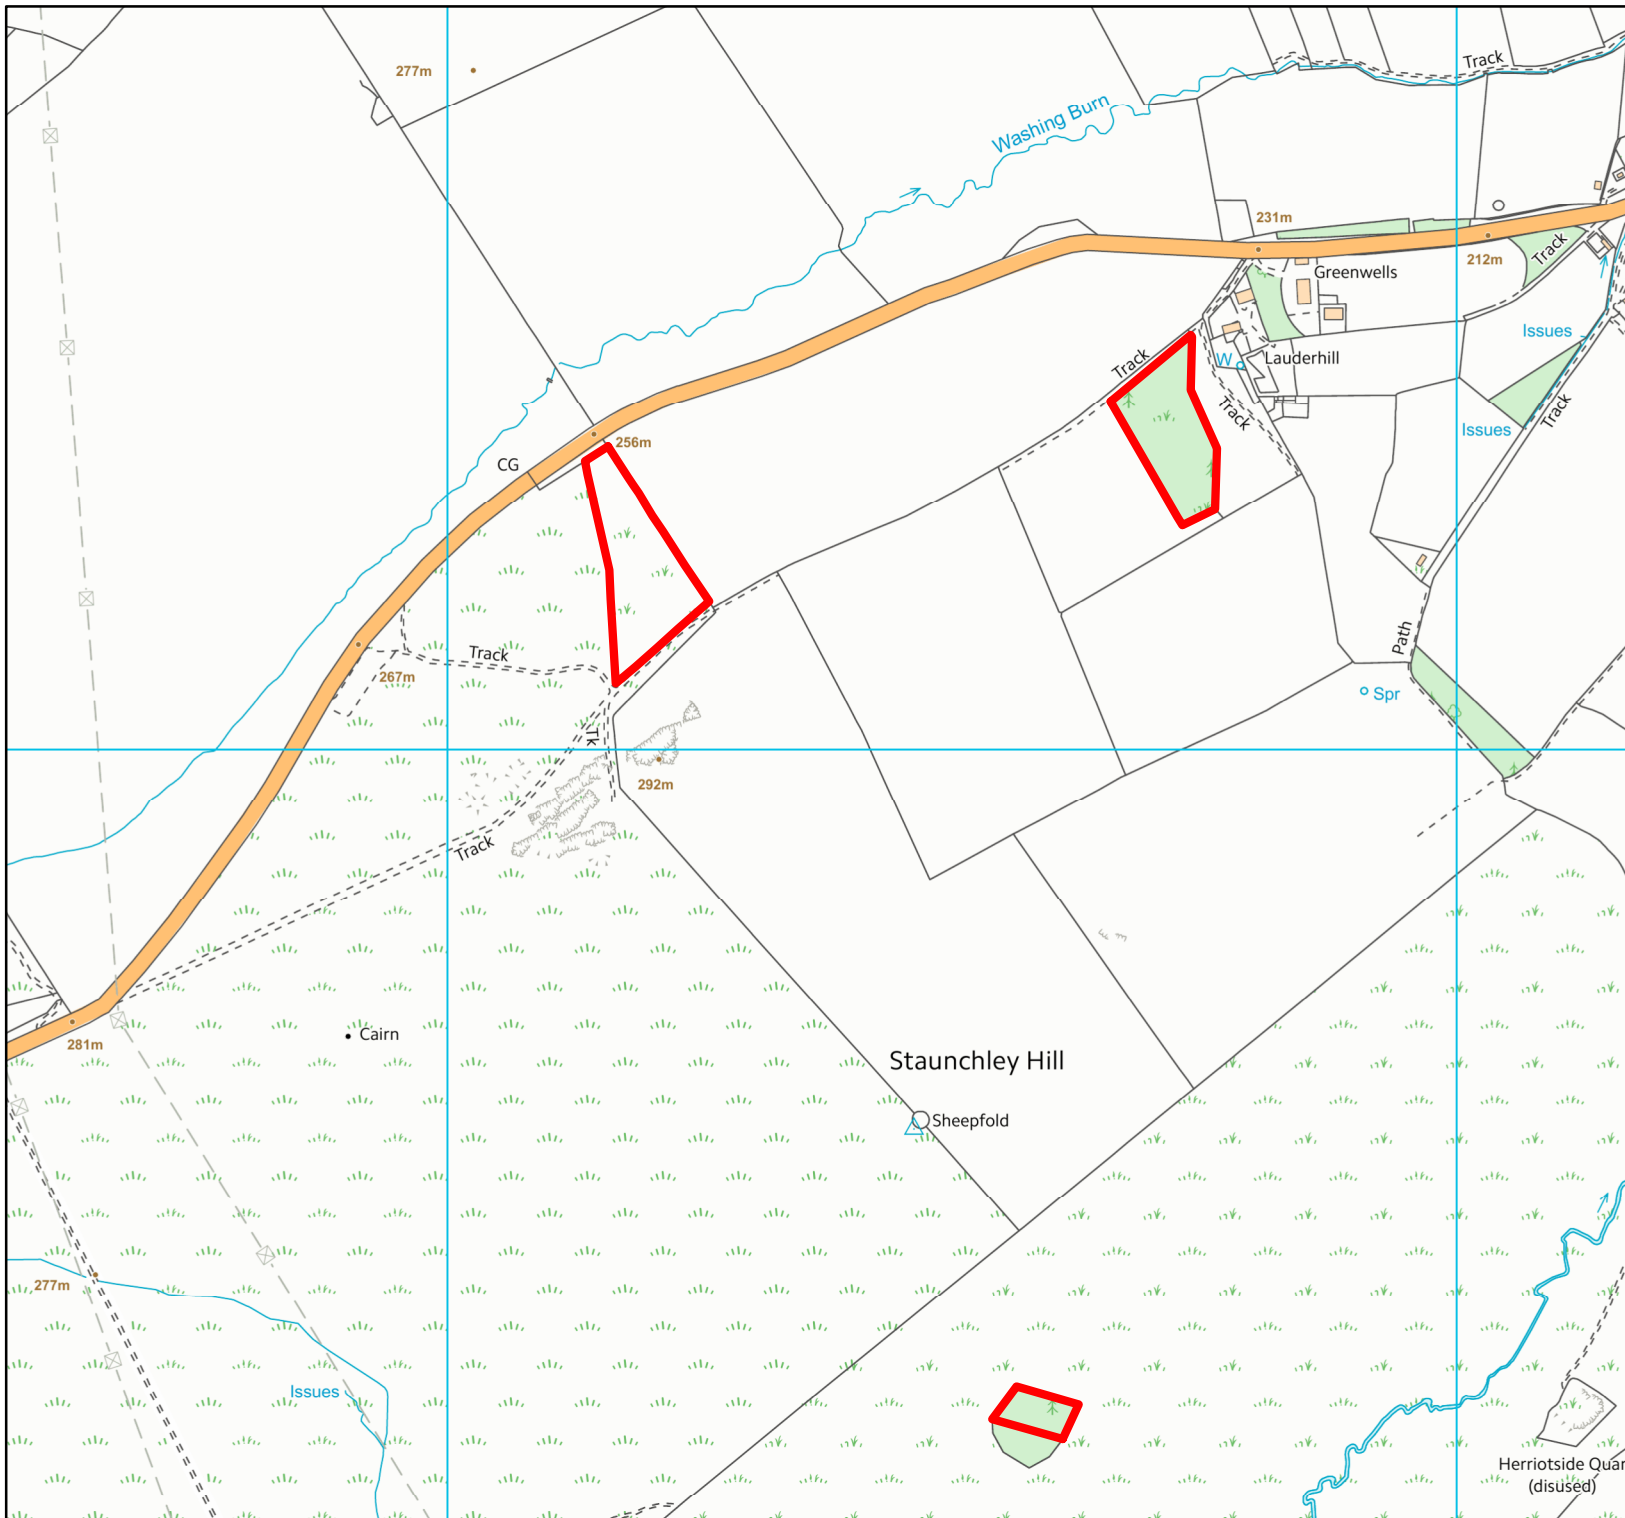 277m
Track
Washing Burn
231m
Greenwells
212m
Track
Issues
Track
W
Lauderhill
Track
Issues
Track
256m
CG
Track
267m
Path
Spr
Tk
292m
Track
281m
Cairn
Staunchley Hill
Sheepfold
277m
Issues
Herriotside Quar
(disused)